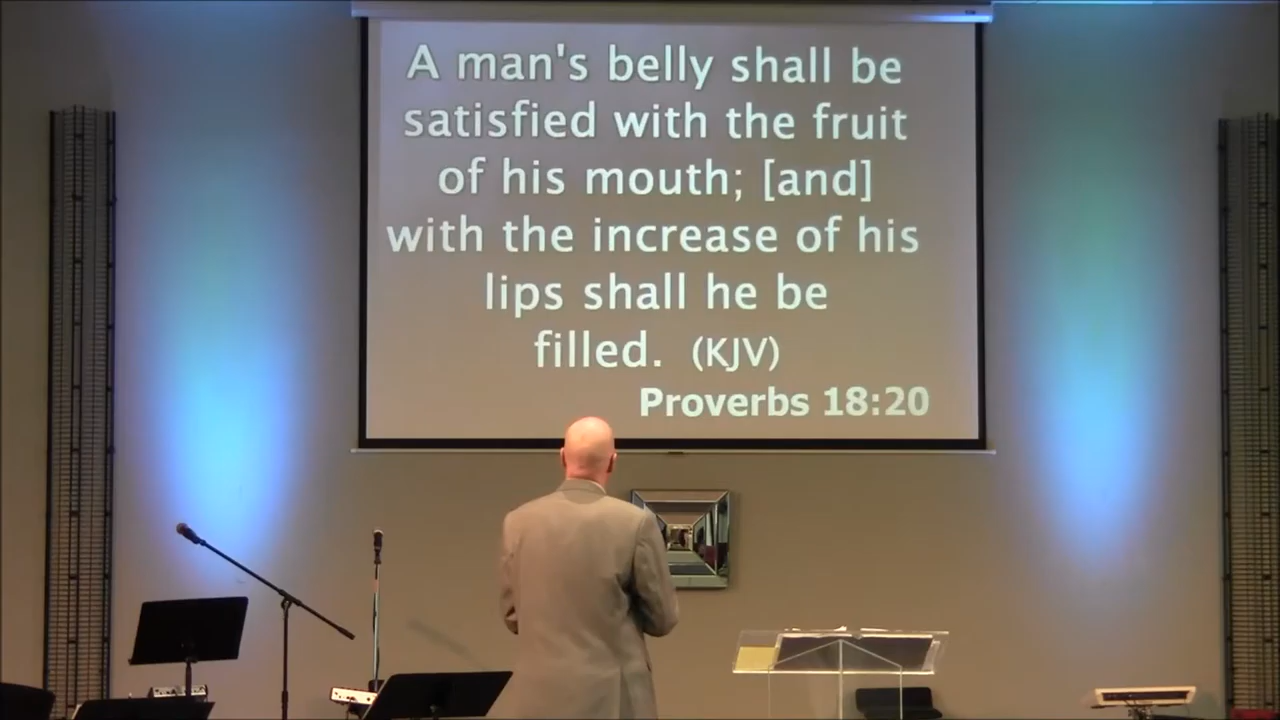 A man's belly shall be
satisfied with the fruit
of his mouth; [and]
with the increase of his
lips shall he be
filled. (KJV)
Proverbs 18:20